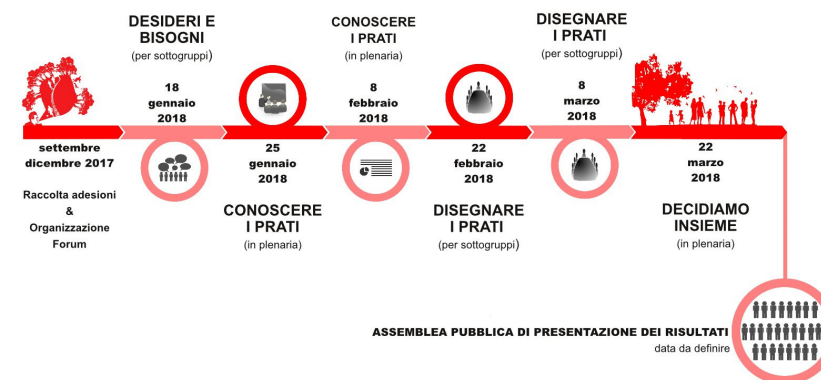 settembre
dicembre 2017
Raccolta adesioni
&
Organizzazione
Forum
DESIDERI E
BISOGNI
(per sottogruppi)
18
gennaio
2018
25
gennaio
2018
CONOSCERE
I PRATI
(in plenaria)
CONOSCERE
I PRATI
(in plenaria)
8
febbraio
2018
22
febbraio
2018
DISEGNARE
I PRATI
(per sottogruppi)
DISEGNARE
I PRATI
(per sottogruppi)
8
marzo
2018
22
marzo
2018
DECIDIAMO
INSIEME
(in plenaria)
ASSEMBLEA PUBBLICA DI PRESENTAZIONE DEI RISULTATI
data da definire